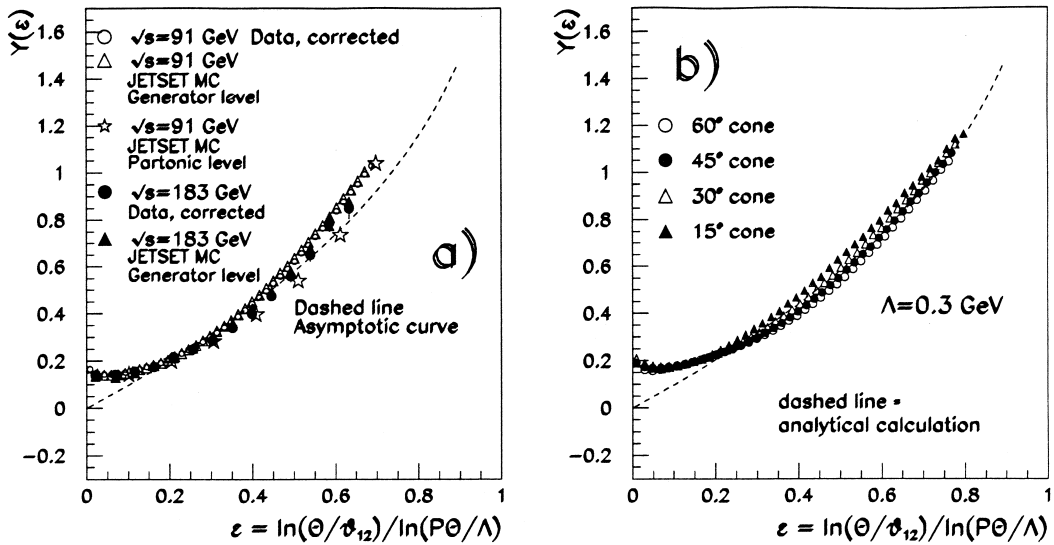 Y(ε)
1.6
1.4
1.2
1
0.8
0.6
0.4
0.2
0
−0.2
○ √s=91 GeV Data, corrected
△ √s=91 GeV
JETSET MC
Generator level
☆ √s=91 GeV
JETSET MC
Partonic level
● √s=183 GeV
Data, corrected
▲ √s=183 GeV
JETSET MC
Generator level
a)
Dashed line
Asymptotic curve
0 0.2 0.4 0.6 0.8 1
ε = ln(Θ/ϑ₁₂)/ln(PΘ/Λ)
Y(ε)
1.6
1.4
1.2
1
0.8
0.6
0.4
0.2
0
−0.2
b)
○ 60° cone
● 45° cone
△ 30° cone
▲ 15° cone
Λ=0.3 GeV
dashed line =
analytical calculation
0 0.2 0.4 0.6 0.8 1
ε = ln(Θ/ϑ₁₂)/ln(PΘ/Λ)